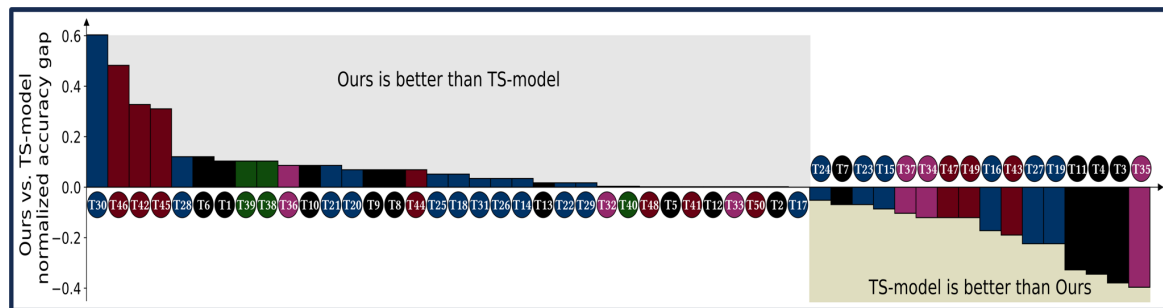 Ours vs. TS-model
normalized accuracy gap
0.6
0.4
0.2
0.0
−0.2
−0.4
Ours is better than TS-model
T24 T7 T23 T15 T37 T34 T47 T49 T16 T43 T27 T19 T11 T4 T3 T35
T30 T46 T42 T45 T28 T6 T1 T39 T38 T36 T10 T21 T20 T9 T8 T44 T25 T18 T31 T26 T14 T13 T22 T29 T32 T40 T48 T5 T41 T12 T33 T50 T2 T17
TS-model is better than Ours